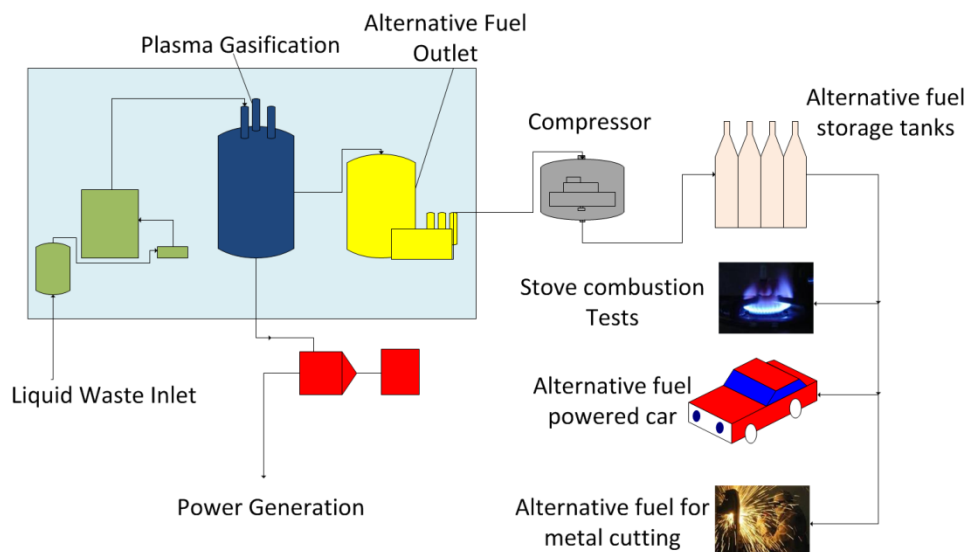 Plasma Gasification
Alternative Fuel
Outlet
Compressor
Alternative fuel
storage tanks
Stove combustion
Tests
Liquid Waste Inlet
Alternative fuel
powered car
Power Generation
Alternative fuel for
metal cutting